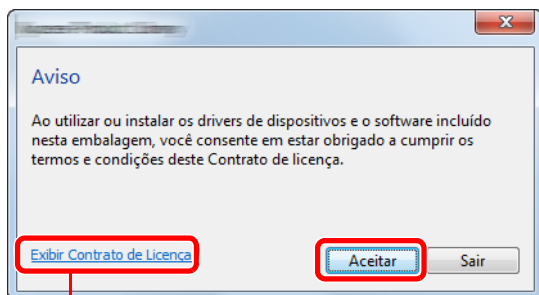 Aviso
Ao utilizar ou instalar os drivers de dispositivos e o software incluído
nesta embalagem, você consente em estar obrigado a cumprir os
termos e condições deste Contrato de licença.
Exibir Contrato de Licença
Aceitar
Sair